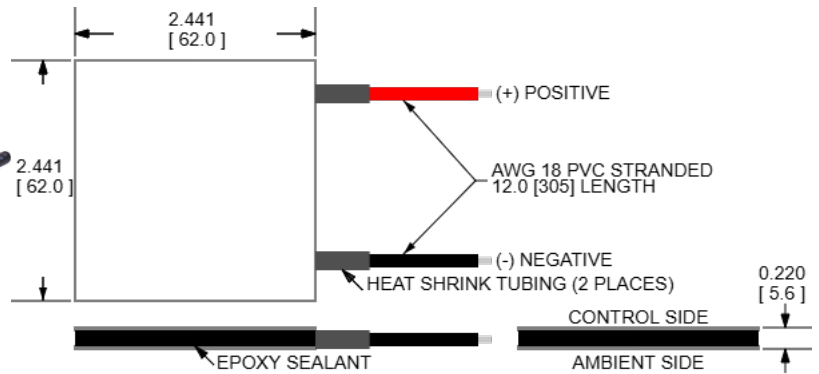 2.441
[ 62.0 ]
(+) POSITIVE
2.441
[ 62.0 ]
AWG 18 PVC STRANDED
12.0 [305] LENGTH
(-) NEGATIVE
HEAT SHRINK TUBING (2 PLACES)
0.220
[ 5.6 ]
CONTROL SIDE
EPOXY SEALANT
AMBIENT SIDE